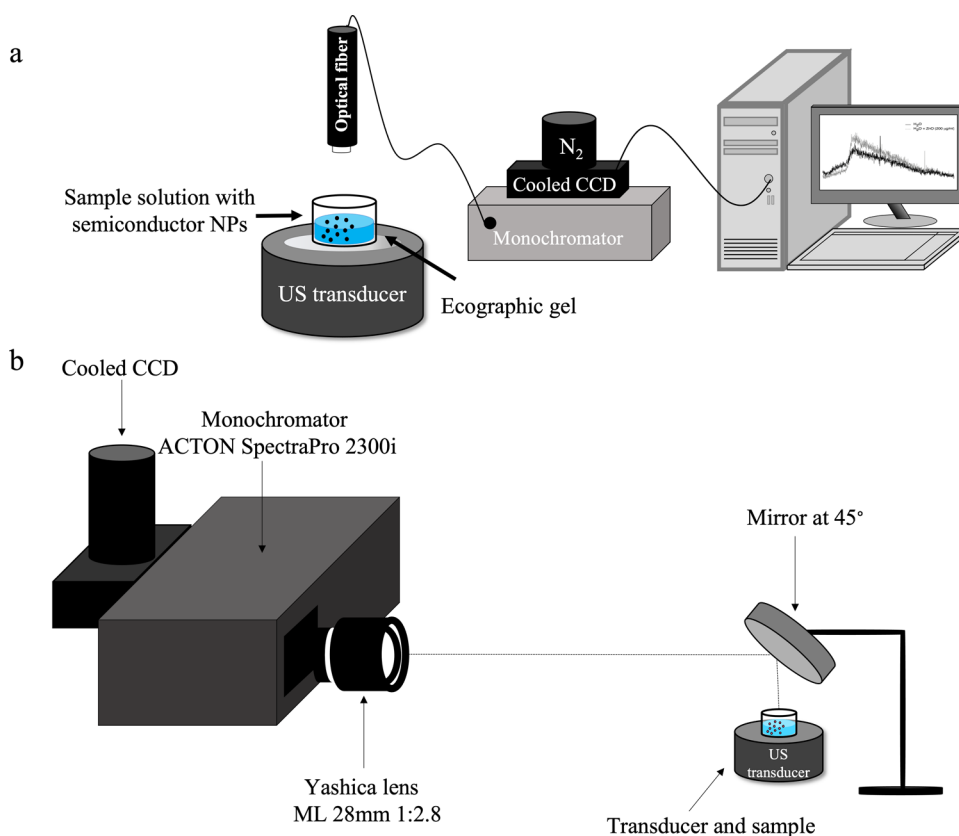 a
Optical fiber
N2
Cooled CCD
Monochromator
Sample solution with
semiconductor NPs
US transducer
Ecographic gel
b
Cooled CCD
Monochromator
ACTON SpectraPro 2300i
Mirror at 45°
US
transducer
Yashica lens
ML 28mm 1:2.8
Transducer and sample